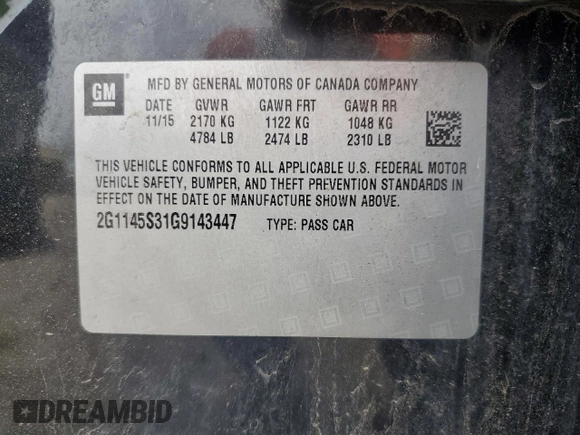 GM
MFD BY GENERAL MOTORS OF CANADA COMPANY
DATE GVWR GAWR FRT GAWR RR
11/15 2170 KG 1122 KG 1048 KG
4784 LB 2474 LB 2310 LB
THIS VEHICLE CONFORMS TO ALL APPLICABLE U.S. FEDERAL MOTOR
VEHICLE SAFETY, BUMPER, AND THEFT PREVENTION STANDARDS IN
EFFECT ON THE DATE OF MANUFACTURE SHOWN ABOVE.
2G1145S31G9143447 TYPE: PASS CAR
DREAMBID